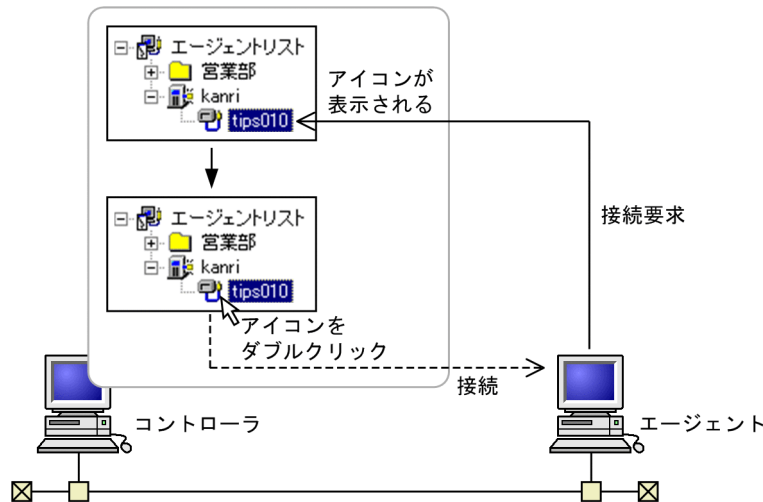 エージェントリスト
営業部
kanri
tips010
アイコンが
表示される
接続要求
エージェントリスト
営業部
kanri
tips010
アイコンを
ダブルクリック
接続
コントローラ
エージェント